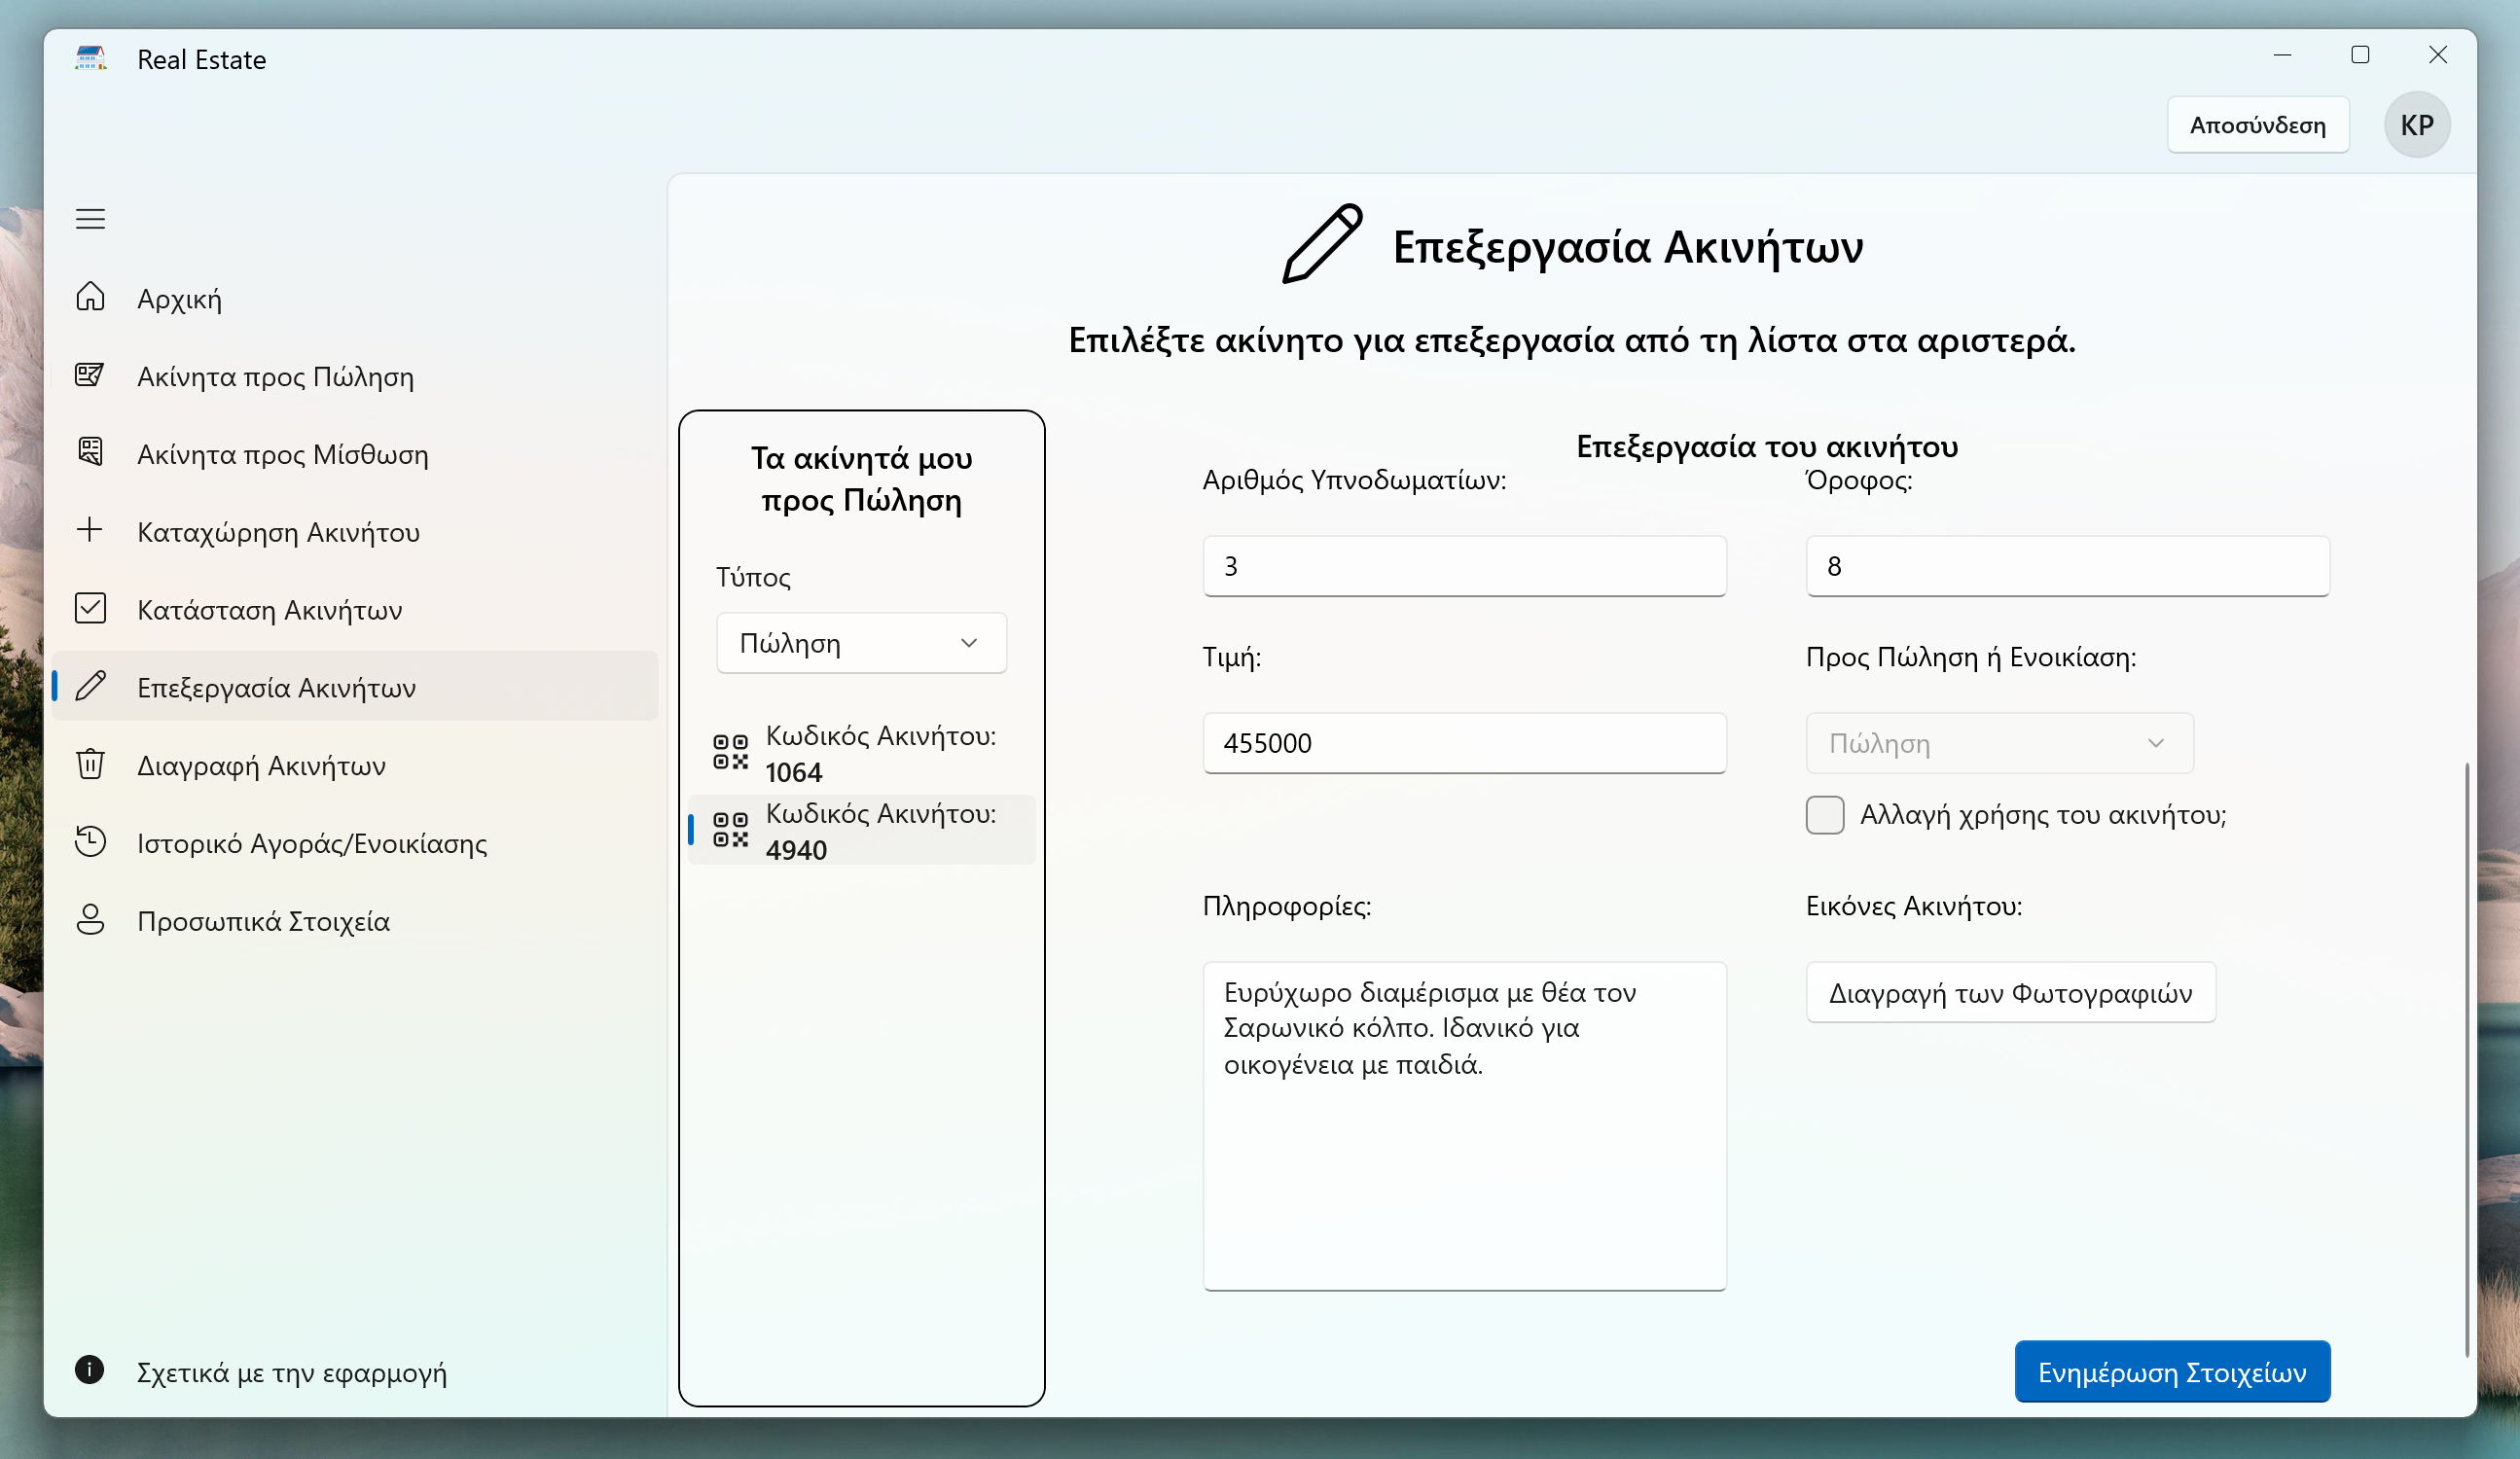 Real Estate
Αποσύνδεση
KP
Αρχική
Ακίνητα προς Πώληση
Ακίνητα προς Μίσθωση
Καταχώρηση Ακινήτου
Κατάσταση Ακινήτων
Επεξεργασία Ακινήτων
Διαγραφή Ακινήτων
Ιστορικό Αγοράς/Ενοικίασης
Προσωπικά Στοιχεία
Σχετικά με την εφαρμογή
Επεξεργασία Ακινήτων
Επιλέξτε ακίνητο για επεξεργασία από τη λίστα στα αριστερά.
Τα ακίνητά μου
προς Πώληση
Τύπος
Πώληση
Κωδικός Ακινήτου:
1064
Κωδικός Ακινήτου:
4940
Επεξεργασία του ακινήτου
Αριθμός Υπνοδωματίων:
Όροφος:
3
8
Τιμή:
Προς Πώληση ή Ενοικίαση:
455000
Πώληση
Αλλαγή χρήσης του ακινήτου;
Πληροφορίες:
Εικόνες Ακινήτου:
Ευρύχωρο διαμέρισμα με θέα τον
Σαρωνικό κόλπο. Ιδανικό για
οικογένεια με παιδιά.
Διαγραγή των Φωτογραφιών
Ενημέρωση Στοιχείων